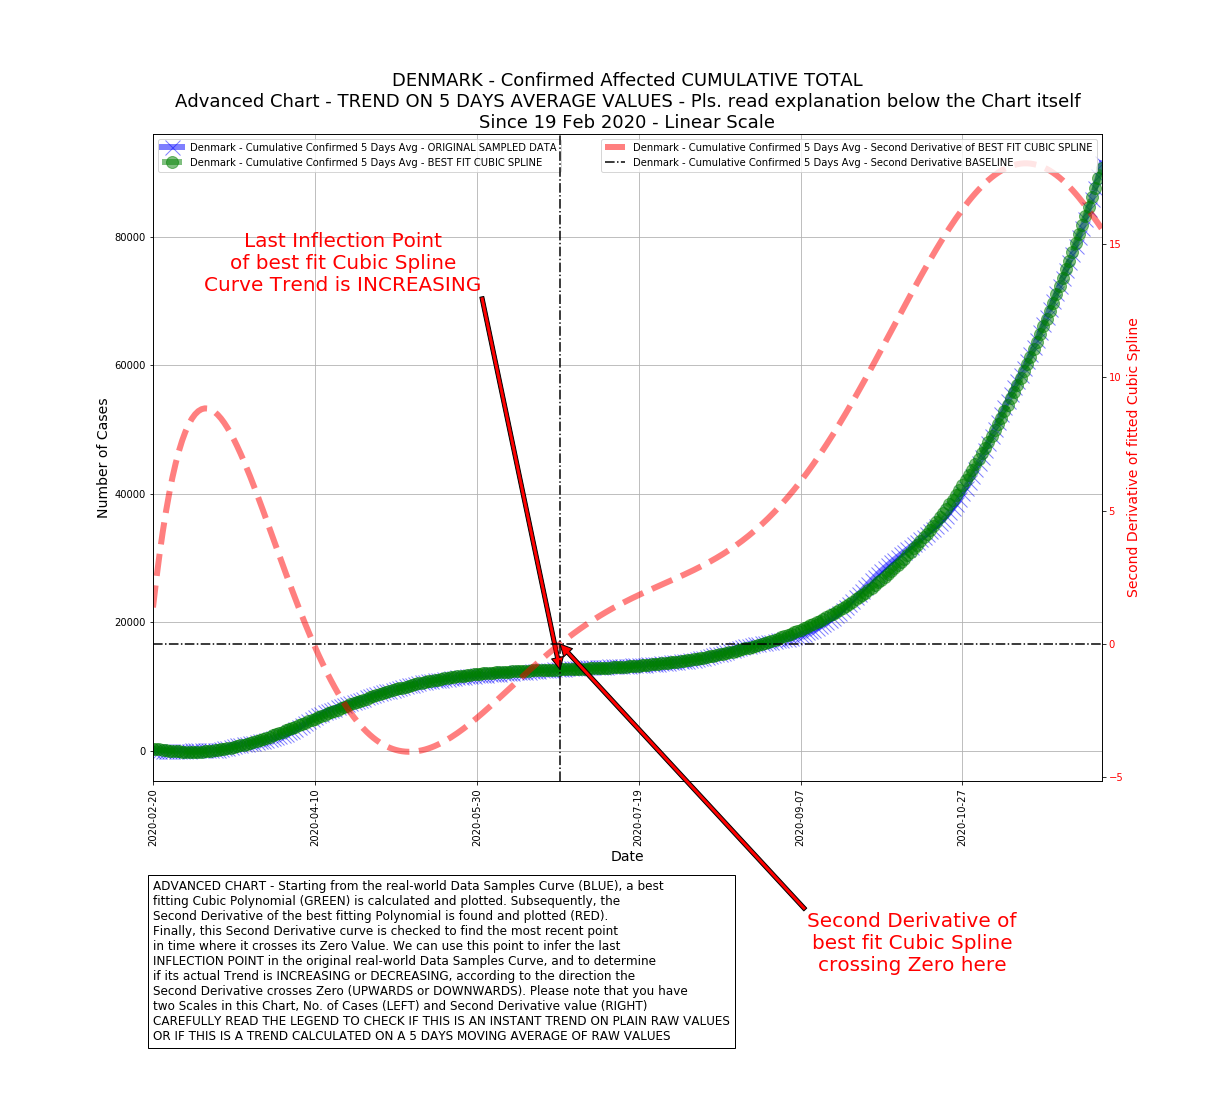 DENMARK - Confirmed Affected CUMULATIVE TOTAL
Advanced Chart - TREND ON 5 DAYS AVERAGE VALUES - Pls. read explanation below the Chart itself
Since 19 Feb 2020 - Linear Scale
Denmark - Cumulative Confirmed 5 Days Avg - ORIGINAL SAMPLED DATA
Denmark - Cumulative Confirmed 5 Days Avg - BEST FIT CUBIC SPLINE
Denmark - Cumulative Confirmed 5 Days Avg - Second Derivative of BEST FIT CUBIC SPLINE
Denmark - Cumulative Confirmed 5 Days Avg - Second Derivative BASELINE
Last Inflection Point
of best fit Cubic Spline
Curve Trend is INCREASING
Number of Cases
80000
60000
40000
20000
0
15
10
5
0
−5
Second Derivative of fitted Cubic Spline
2020-02-20
2020-04-10
2020-05-30
2020-07-19
2020-09-07
2020-10-27
Date
ADVANCED CHART - Starting from the real-world Data Samples Curve (BLUE), a best
fitting Cubic Polynomial (GREEN) is calculated and plotted. Subsequently, the
Second Derivative of the best fitting Polynomial is found and plotted (RED).
Finally, this Second Derivative curve is checked to find the most recent point
in time where it crosses its Zero Value. We can use this point to infer the last
INFLECTION POINT in the original real-world Data Samples Curve, and to determine
if its actual Trend is INCREASING or DECREASING, according to the direction the
Second Derivative crosses Zero (UPWARDS or DOWNWARDS). Please note that you have
two Scales in this Chart, No. of Cases (LEFT) and Second Derivative value (RIGHT)
CAREFULLY READ THE LEGEND TO CHECK IF THIS IS AN INSTANT TREND ON PLAIN RAW VALUES
OR IF THIS IS A TREND CALCULATED ON A 5 DAYS MOVING AVERAGE OF RAW VALUES
Second Derivative of
best fit Cubic Spline
crossing Zero here